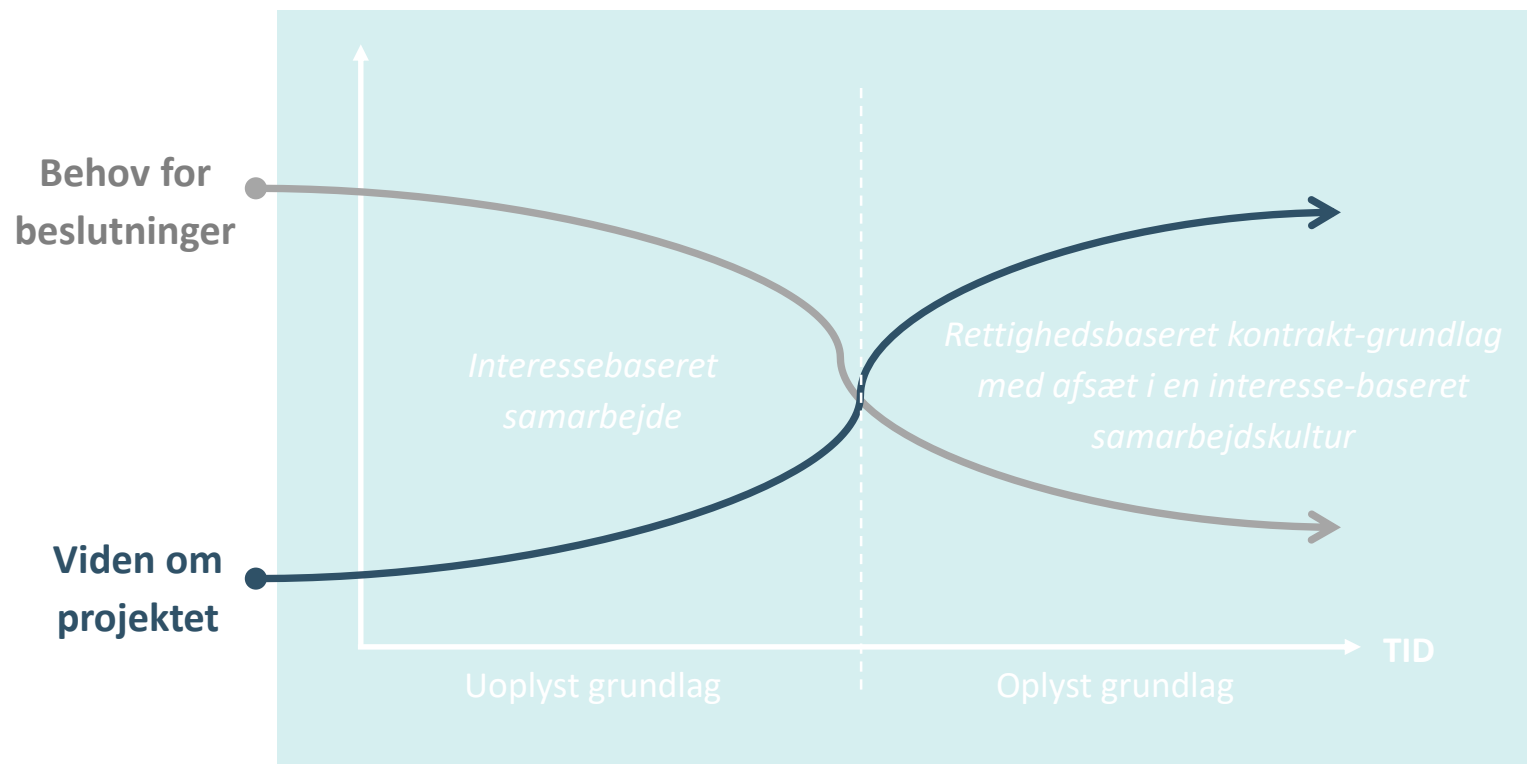 Behov for
beslutninger
Interessebaseret
samarbejde
Rettighedsbaseret kontrakt-grundlag
med afsæt i en interesse-baseret
samarbejdskultur
Viden om
projektet
TID
Uoplyst grundlag
Oplyst grundlag